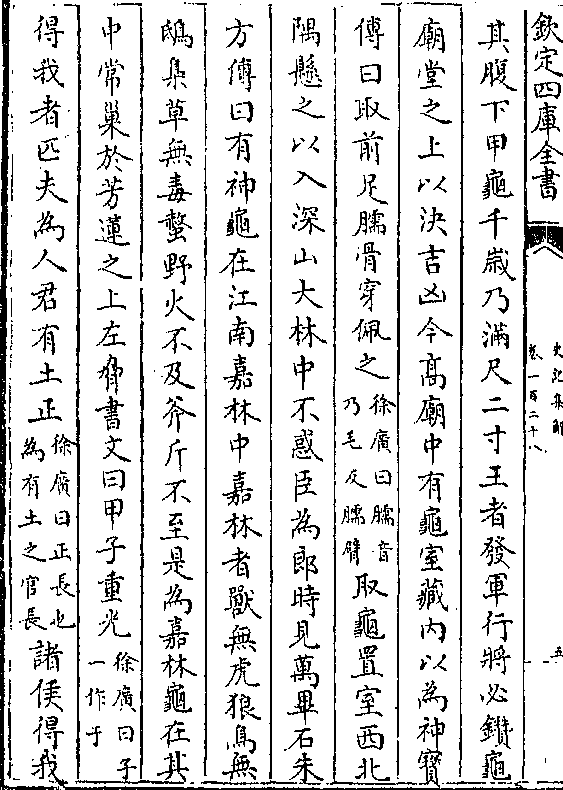 欽定四庫全書
史記集解
卷一百二十八
五
其腹下甲龜千嵗乃滿尺二寸王者發軍行將必鑽龜
廟堂之上以決吉凶今髙廟中有龜室藏内以為神寶
傳曰取前足臑骨穿佩之徐廣曰臑音乃毛反臑臂取龜置室西北
隅懸之以入深山大林中不惑臣為郎時見萬畢石朱
方傳曰有神龜在江南嘉林中嘉林者獸無虎狼鳥無
鴟梟草無毒螫野火不及斧斤不至是為嘉林龜在其
中常巢於芳蓮之上左脅書文曰甲子重光徐廣曰子一作于
得我者匹夫為人君有土正徐廣曰正長也為有土之官長諸侯得我